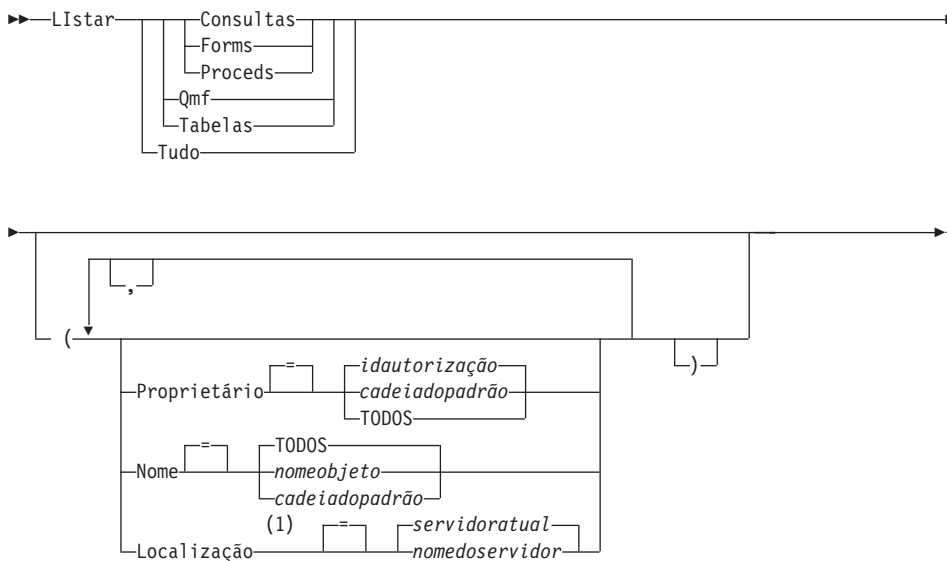 LIstar Consultas
Forms
Proceds
Qmf
Tabelas
Tudo
,
( )
Proprietário = idautorização
cadeiadopadrão
TODOS
Nome = TODOS
nomeobjeto
cadeiadopadrão
(1)
Localização = servidoratual
nomedoservidor